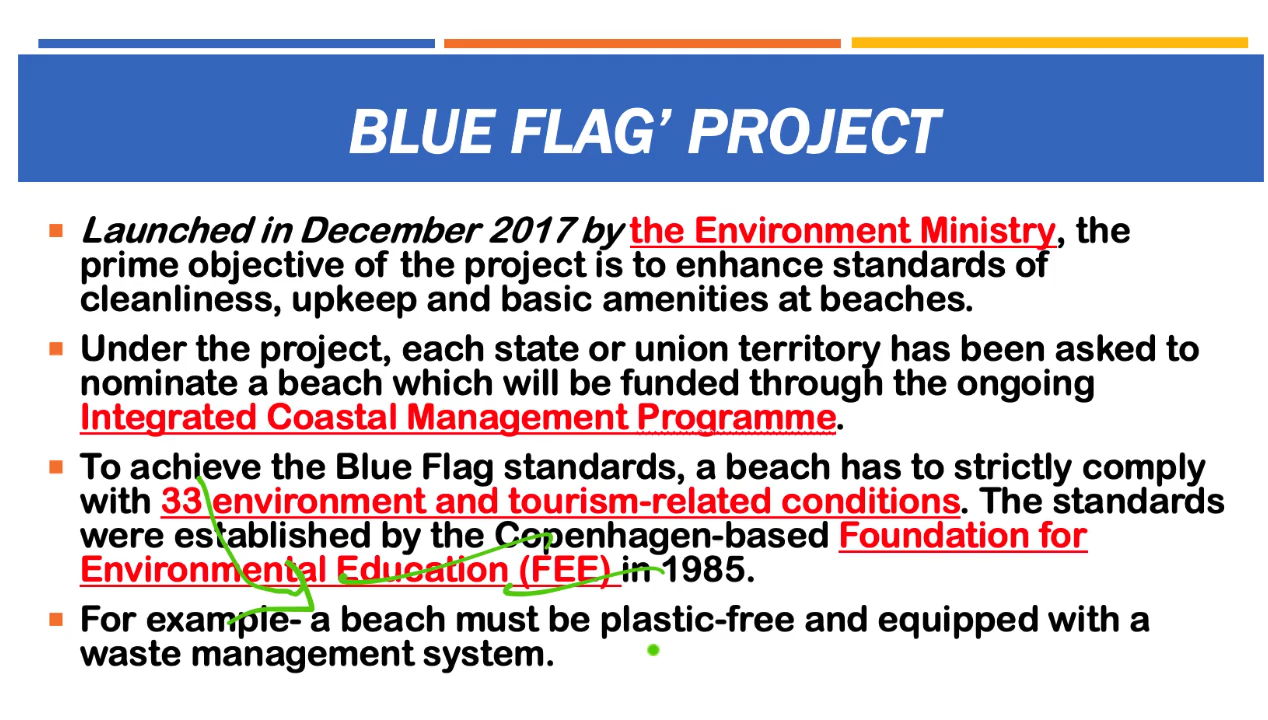 BLUE FLAG’ PROJECT
Launched in December 2017 by the Environment Ministry, the
prime objective of the project is to enhance standards of
cleanliness, upkeep and basic amenities at beaches.
Under the project, each state or union territory has been asked to
nominate a beach which will be funded through the ongoing
Integrated Coastal Management Programme.
To achieve the Blue Flag standards, a beach has to strictly comply
with 33 environment and tourism-related conditions. The standards
were established by the Copenhagen-based Foundation for
Environmental Education (FEE) in 1985.
For example- a beach must be plastic-free and equipped with a
waste management system.